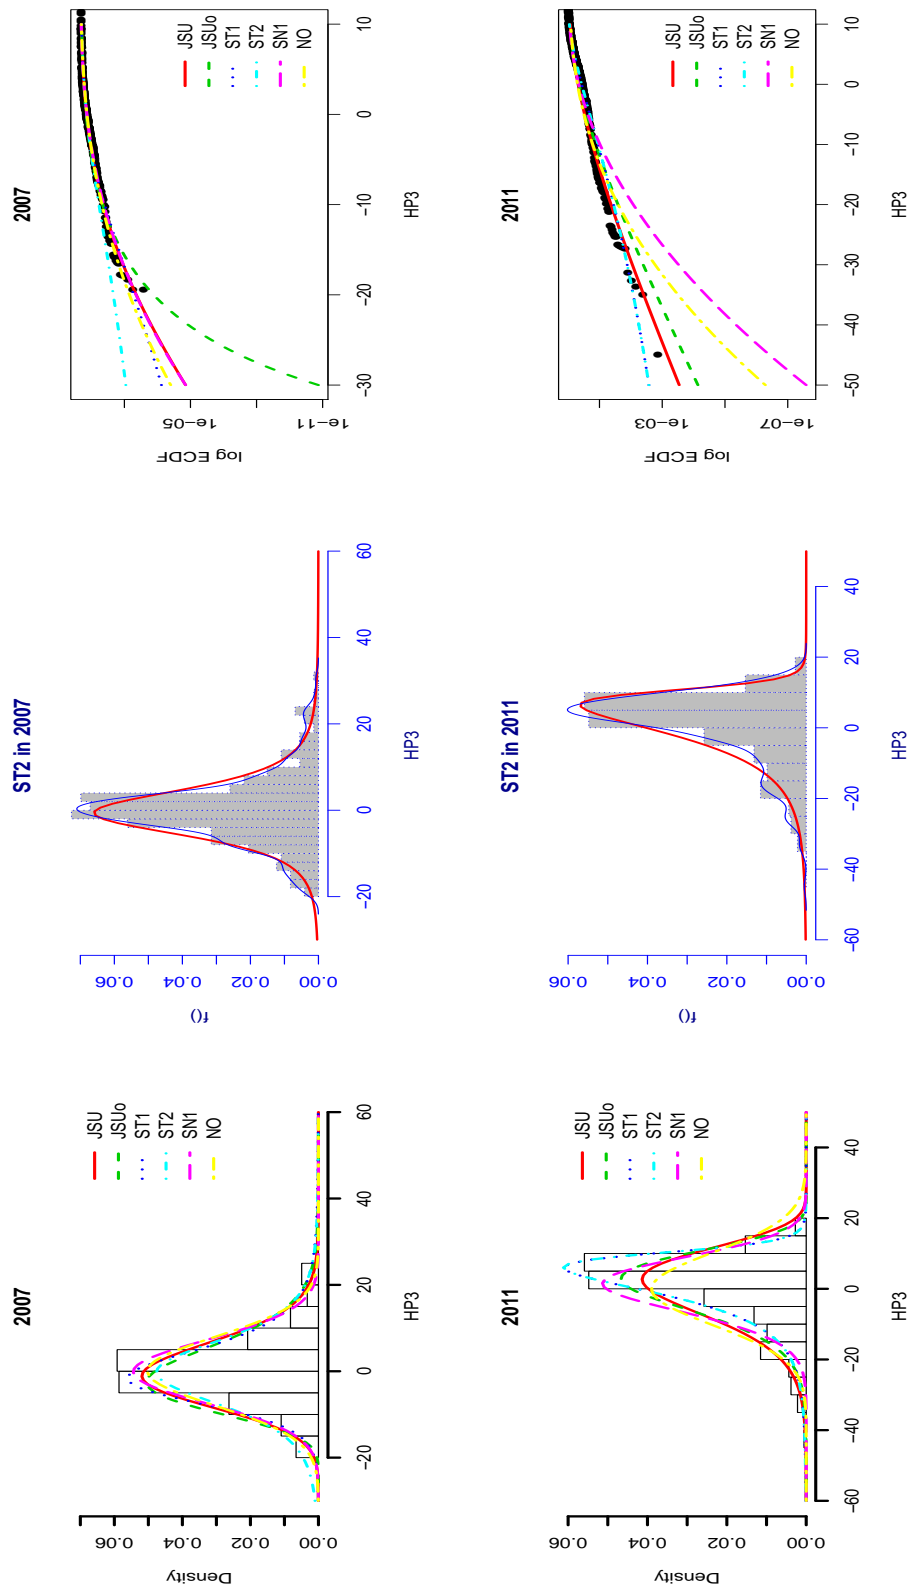 2007
Density
0.06
0.04
0.02
0.00
JSU
JSUo
ST1
ST2
SN1
NO
−20 0 20 40 60
HP3
ST2 in 2007
f()
0.06
0.04
0.02
0.00
−20 0 20 40 60
HP3
2007
log ECDF
1e−05
1e−11
JSU
JSUo
ST1
ST2
SN1
NO
−30 −20 −10 0 10
HP3
2011
Density
0.06
0.04
0.02
0.00
JSU
JSUo
ST1
ST2
SN1
NO
−60 −40 −20 0 20 40
HP3
ST2 in 2011
f()
0.06
0.04
0.02
0.00
−60 −40 −20 0 20 40
HP3
2011
log ECDF
1e−03
1e−07
JSU
JSUo
ST1
ST2
SN1
NO
−50 −40 −30 −20 −10 0 10
HP3